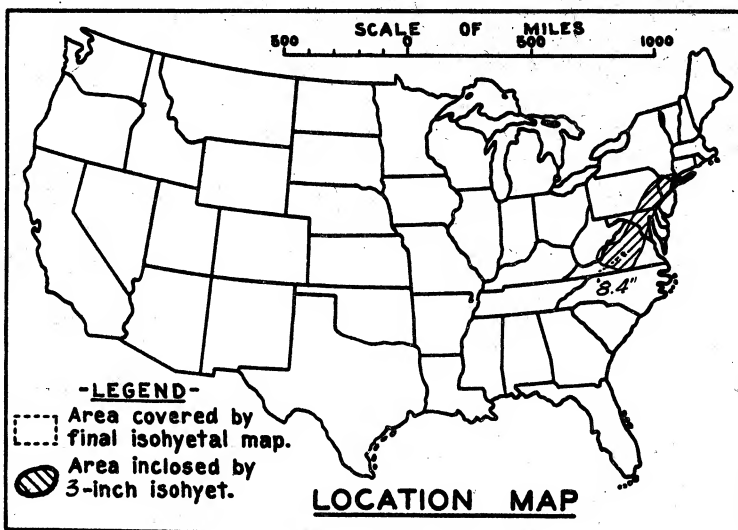 SCALE OF MILES
500 0 500 1000
8.4"
-LEGEND-
Area covered by
final isohyetal map.
Area inclosed by
3-inch isohyet.
LOCATION MAP